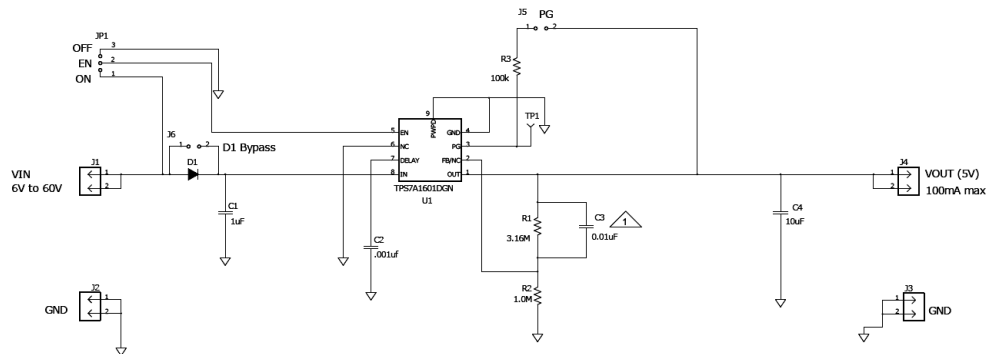 J5 PG
1 2
JP1
OFF 3
EN 2
ON 1
R3
100k
9
PWPD
TP1
J6
1 2 D1 Bypass
D1
5 EN GND 4
6 NC PG 3
7 DELAY FB/NC 2
8 IN OUT 1
TPS7A1601DGN
U1
J1
VIN
6V to 60V
1
2
J4
1
2
VOUT (5V)
100mA max
C1
1uF
C2
.001uf
R1
3.16M
C3
0.01uF
1
C4
10uF
R2
1.0M
J2
GND
1
2
J3
1
2
GND